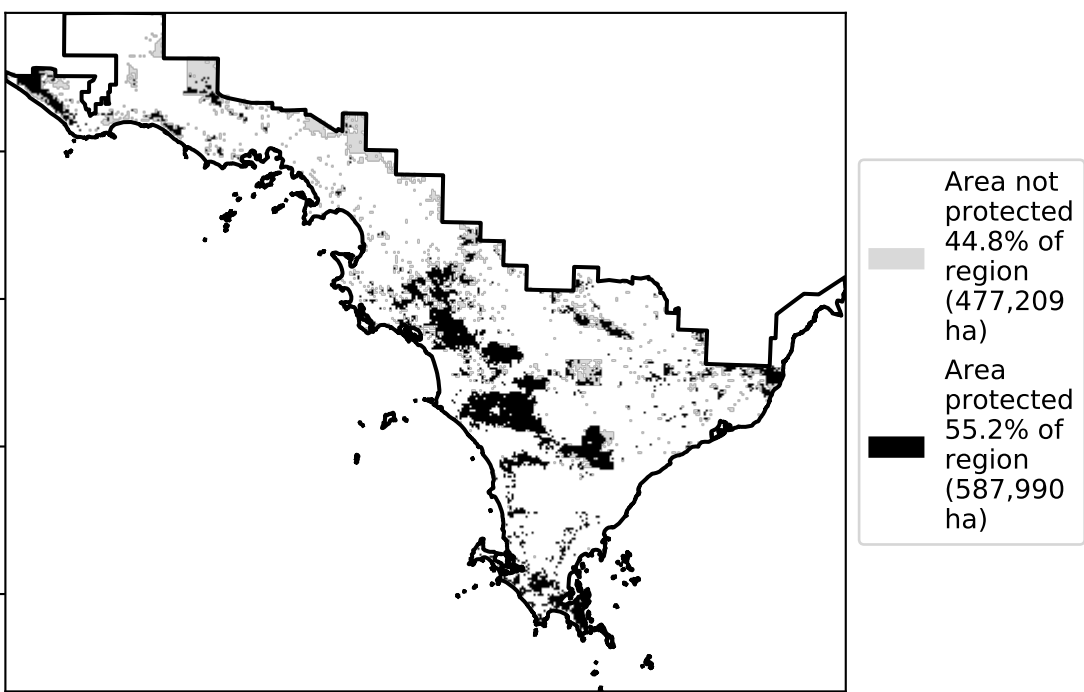 Area not
protected
44.8% of
region
(477,209
ha)
Area
protected
55.2% of
region
(587,990
ha)